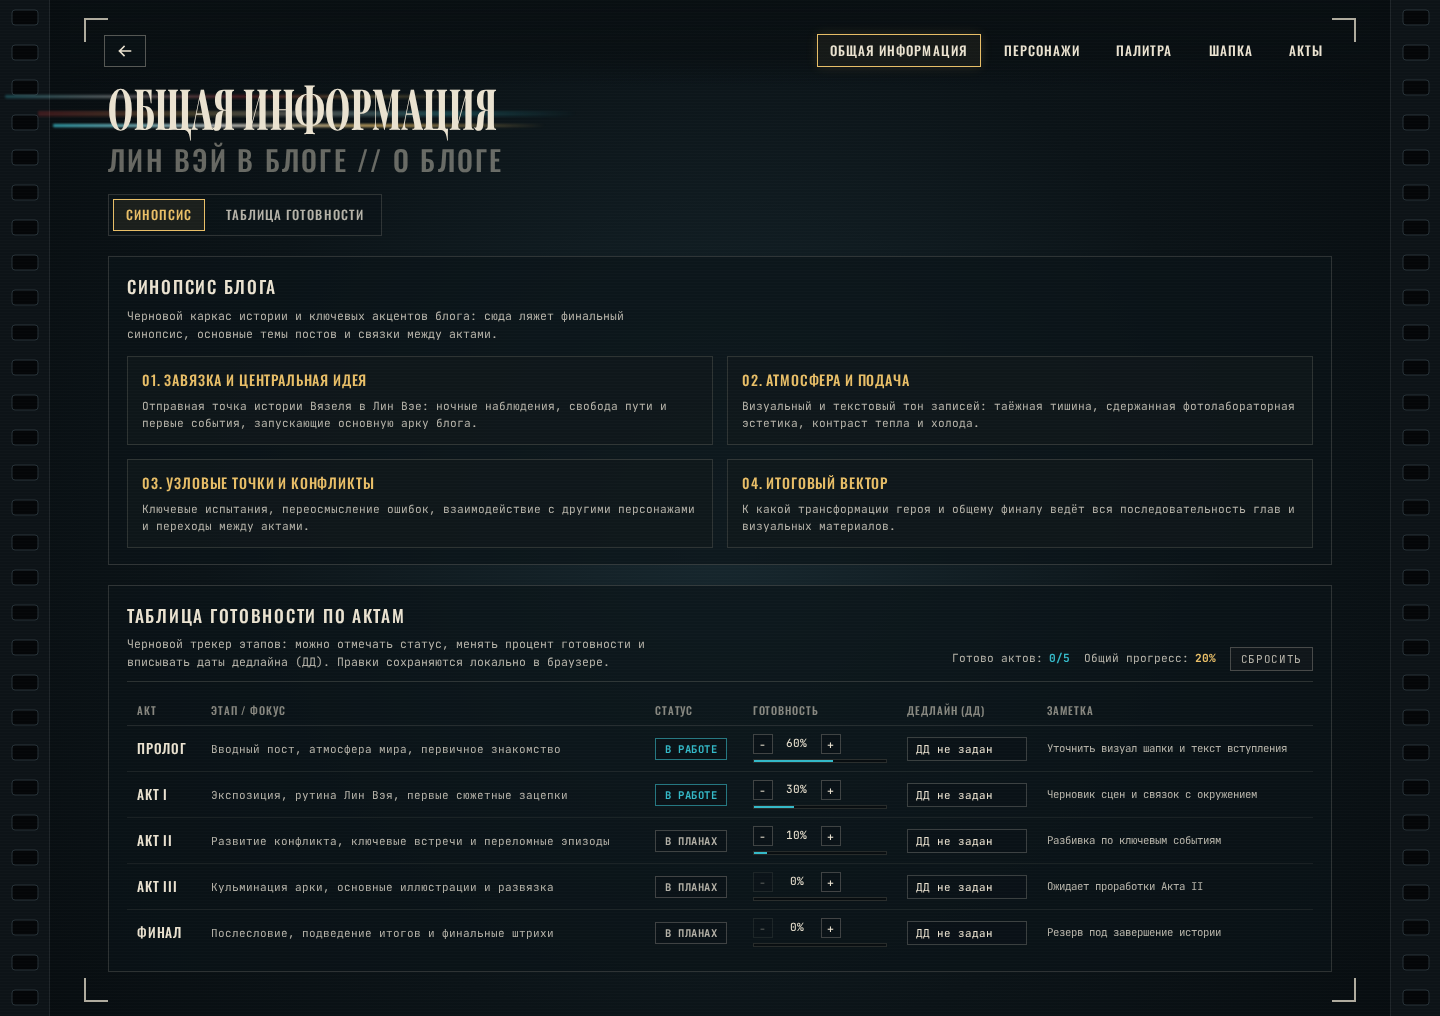 ←
ОБЩАЯ ИНФОРМАЦИЯ ПЕРСОНАЖИ ПАЛИТРА ШАПКА АКТЫ
ОБЩАЯ ИНФОРМАЦИЯ
ЛИН ВЭЙ В БЛОГЕ // О БЛОГЕ
СИНОПСИС ТАБЛИЦА ГОТОВНОСТИ
СИНОПСИС БЛОГА
Черновой каркас истории и ключевых акцентов блога: сюда ляжет финальный
синопсис, основные темы постов и связки между актами.
01. ЗАВЯЗКА И ЦЕНТРАЛЬНАЯ ИДЕЯ
Отправная точка истории Вязеля в Лин Вэе: ночные наблюдения, свобода пути и
первые события, запускающие основную арку блога.
02. АТМОСФЕРА И ПОДАЧА
Визуальный и текстовый тон записей: таёжная тишина, сдержанная фотолабораторная
эстетика, контраст тепла и холода.
03. УЗЛОВЫЕ ТОЧКИ И КОНФЛИКТЫ
Ключевые испытания, переосмысление ошибок, взаимодействие с другими персонажами
и переходы между актами.
04. ИТОГОВЫЙ ВЕКТОР
К какой трансформации героя и общему финалу ведёт вся последовательность глав и
визуальных материалов.
ТАБЛИЦА ГОТОВНОСТИ ПО АКТАМ
Черновой трекер этапов: можно отмечать статус, менять процент готовности и
вписывать даты дедлайна (ДД). Правки сохраняются локально в браузере.
Готово актов: 0/5 Общий прогресс: 20% СБРОСИТЬ
АКТ ЭТАП / ФОКУС СТАТУС ГОТОВНОСТЬ ДЕДЛАЙН (ДД) ЗАМЕТКА
ПРОЛОГ Вводный пост, атмосфера мира, первичное знакомство В РАБОТЕ - 60% + ДД не задан Уточнить визуал шапки и текст вступления
АКТ I Экспозиция, рутина Лин Вэя, первые сюжетные зацепки В РАБОТЕ - 30% + ДД не задан Черновик сцен и связок с окружением
АКТ II Развитие конфликта, ключевые встречи и переломные эпизоды В ПЛАНАХ - 10% + ДД не задан Разбивка по ключевым событиям
АКТ III Кульминация арки, основные иллюстрации и развязка В ПЛАНАХ - 0% + ДД не задан Ожидает проработки Акта II
ФИНАЛ Послесловие, подведение итогов и финальные штрихи В ПЛАНАХ - 0% + ДД не задан Резерв под завершение истории